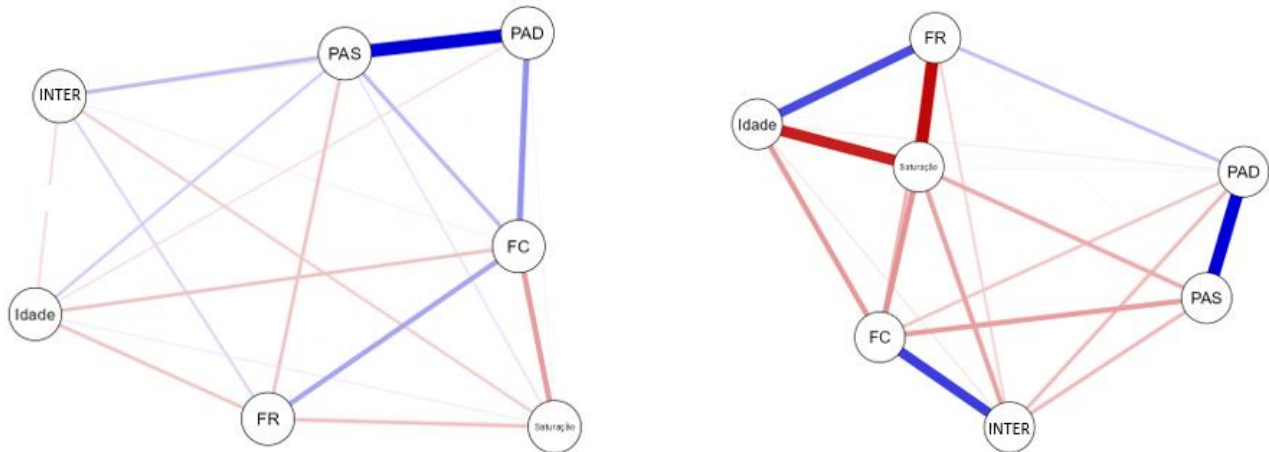 PAS
PAD
INTER
FC
Idade
FR
Saturação
FR
Idade
Saturação
PAD
PAS
FC
INTER